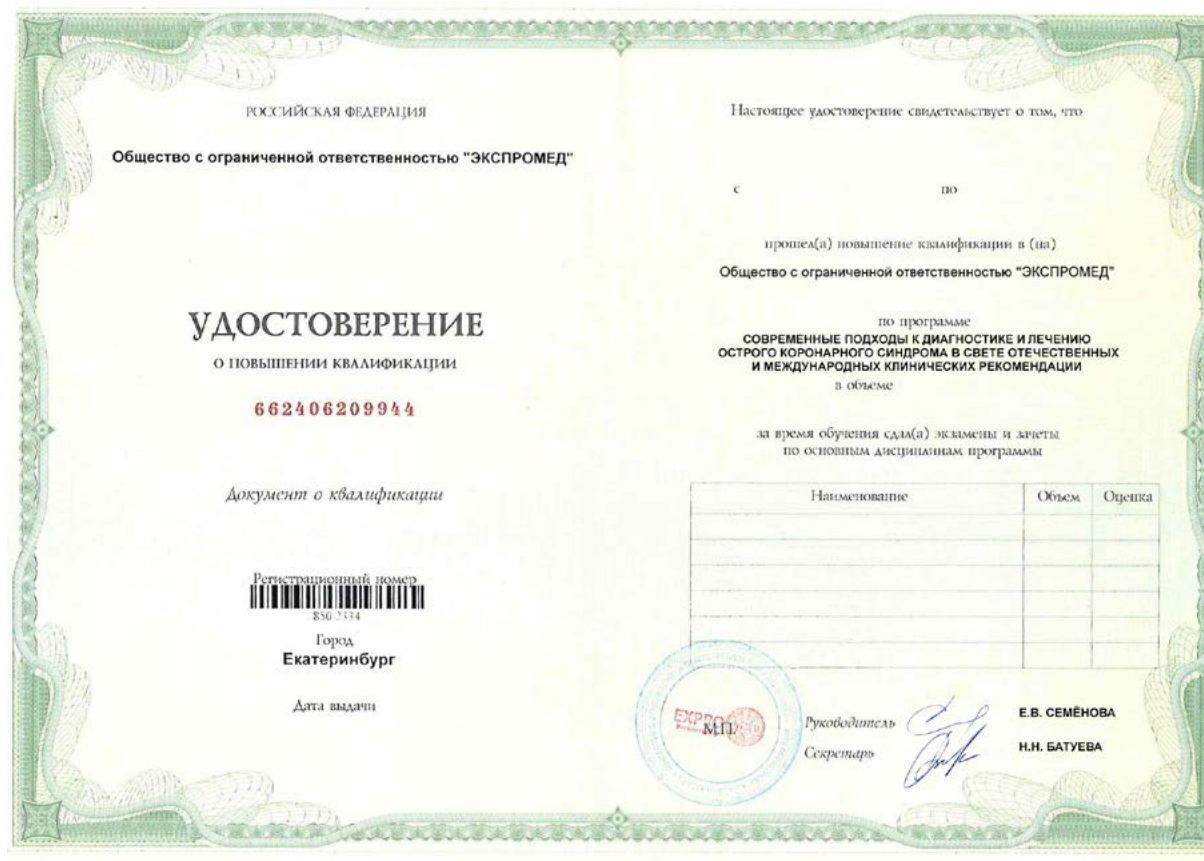 РОССИЙСКАЯ ФЕДЕРАЦИЯ
Общество с ограниченной ответственностью "ЭКСПРОМЕД"
УДОСТОВЕРЕНИЕ
О ПОВЫШЕНИИ КВАЛИФИКАЦИИ
662406209944
Документ о квалификации
Регистрационный номер
850-2334
Город
Екатеринбург
Дата выдачи
Настоящее удостоверение свидетельствует о том, что
с по
прошел(а) повышение квалификации в (на)
Общество с ограниченной ответственностью "ЭКСПРОМЕД"
по программе
СОВРЕМЕННЫЕ ПОДХОДЫ К ДИАГНОСТИКЕ И ЛЕЧЕНИЮ
ОСТРОГО КОРОНАРНОГО СИНДРОМА В СВЕТЕ ОТЕЧЕСТВЕННЫХ
И МЕЖДУНАРОДНЫХ КЛИНИЧЕСКИХ РЕКОМЕНДАЦИИ
в объеме
за время обучения сдал(а) экзамены и зачеты
по основным дисциплинам программы
Наименование Объем Оценка
М.П.
Руководитель Е.В. СЕМЁНОВА
Секретарь Н.Н. БАТУЕВА